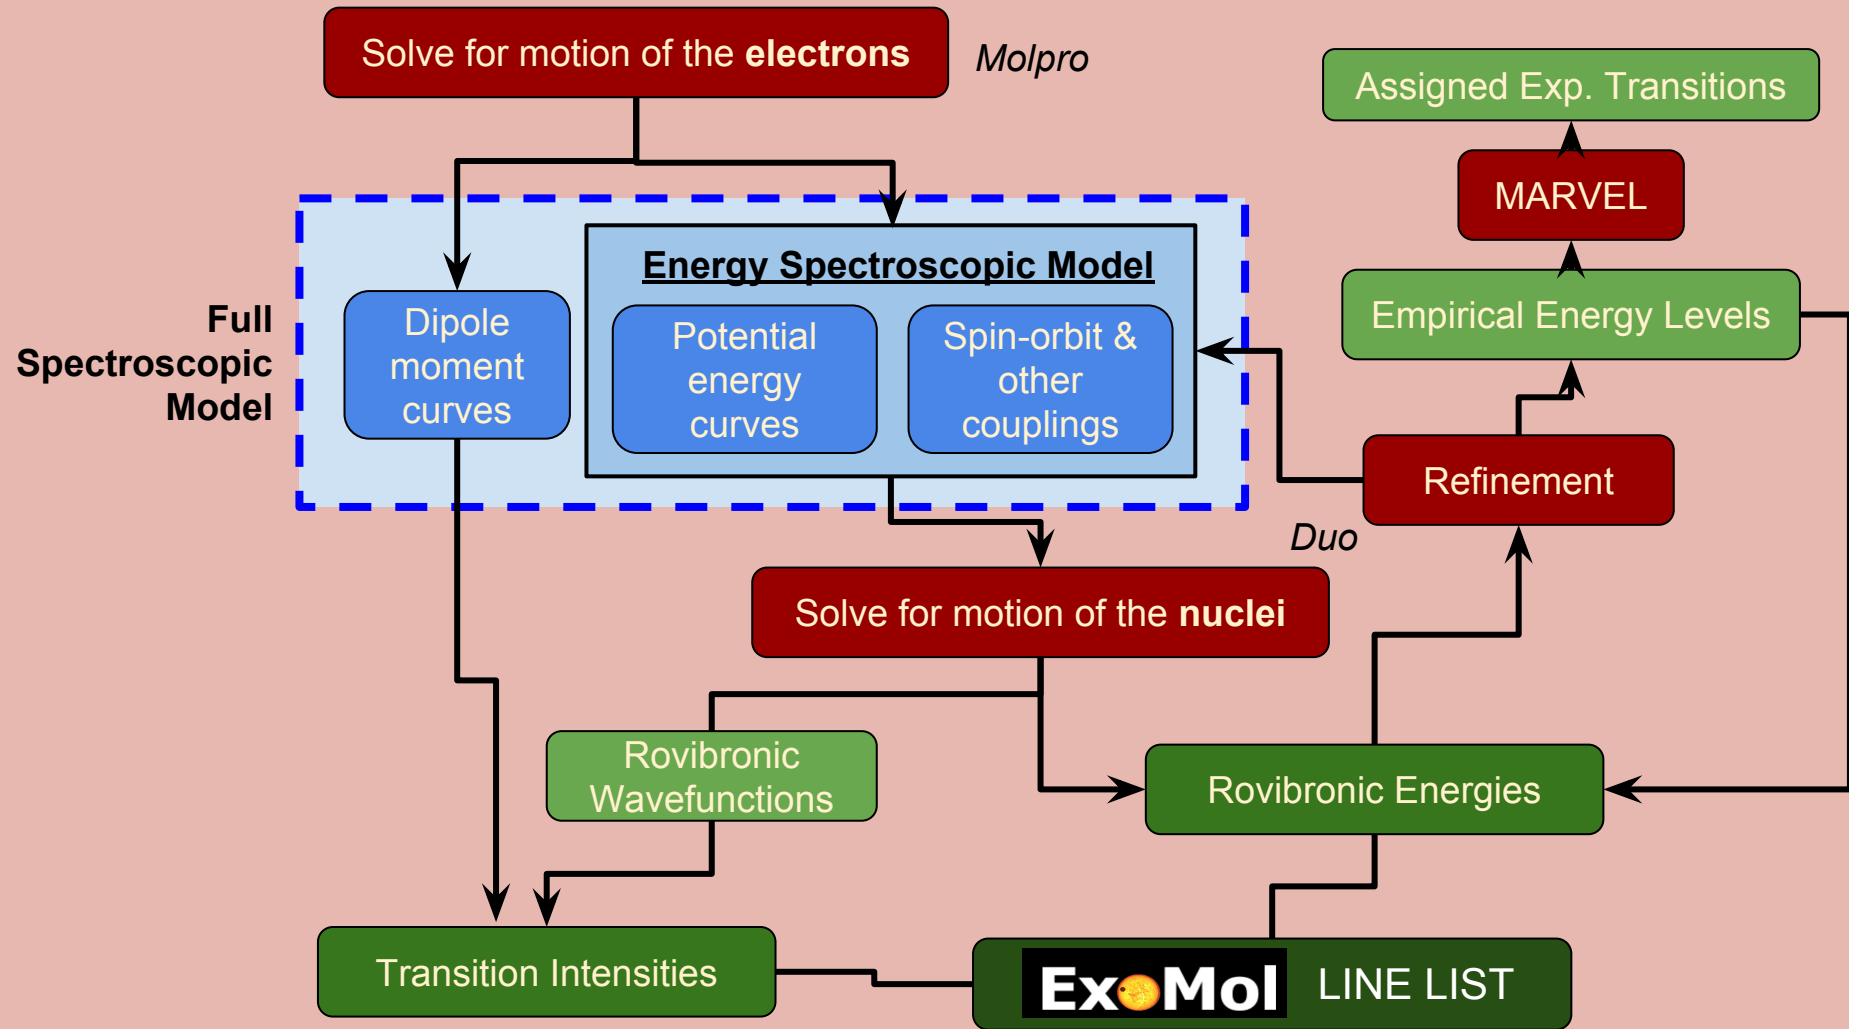 Solve for motion of the electrons
Molpro
Assigned Exp. Transitions
MARVEL
Energy Spectroscopic Model
Empirical Energy Levels
Full
Spectroscopic
Model
Dipole
moment
curves
Potential
energy
curves
Spin-orbit &
other
couplings
Refinement
Duo
Solve for motion of the nuclei
Rovibronic
Wavefunctions
Rovibronic Energies
Transition Intensities
ExoMol LINE LIST